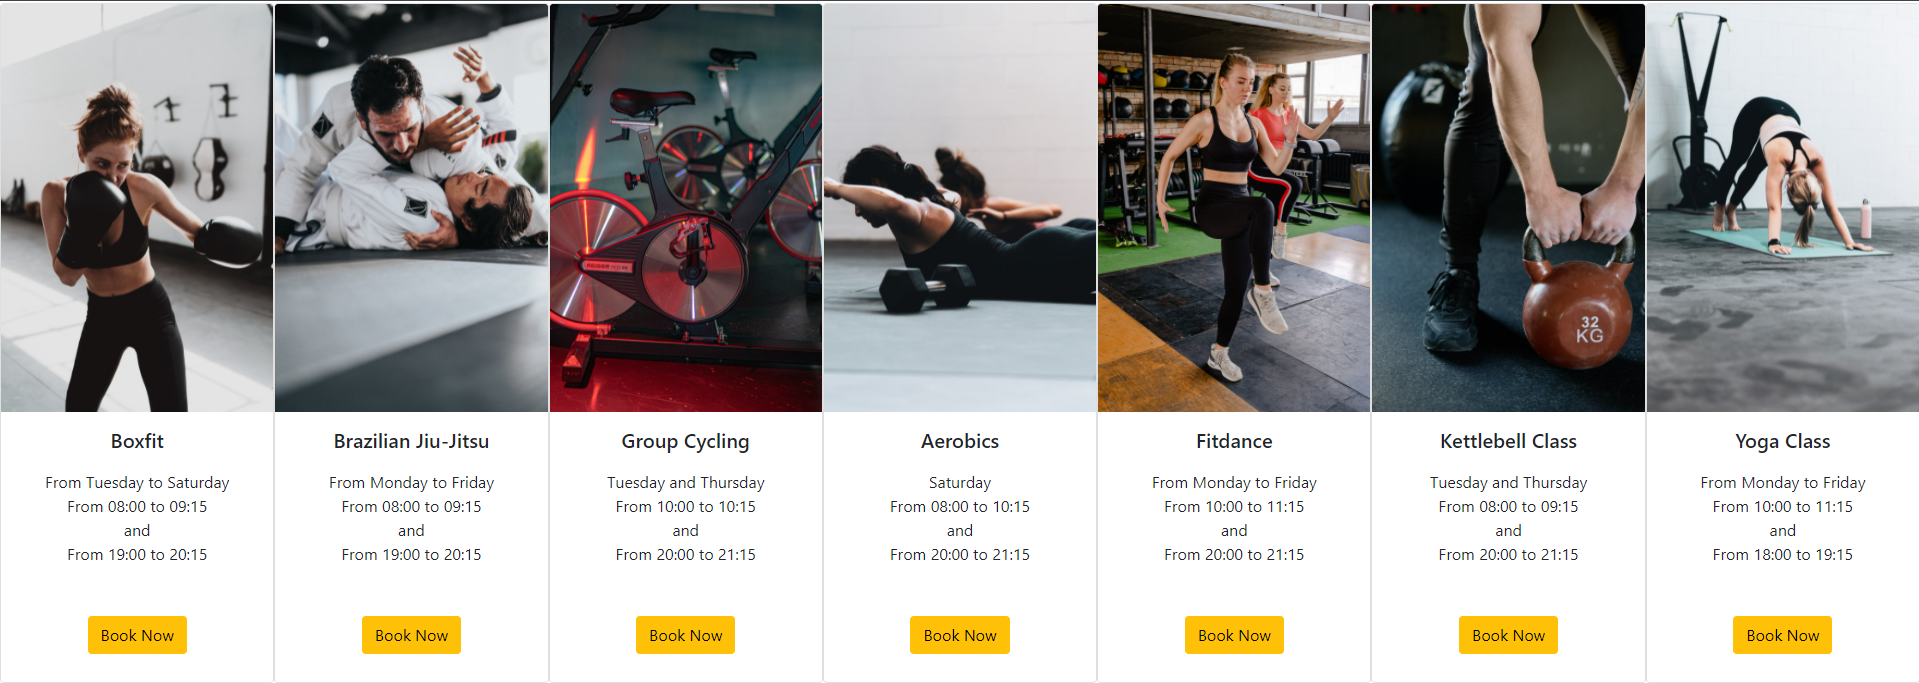 32
KG
Boxfit
From Tuesday to Saturday
From 08:00 to 09:15
and
From 19:00 to 20:15
Book Now
Brazilian Jiu-Jitsu
From Monday to Friday
From 08:00 to 09:15
and
From 19:00 to 20:15
Book Now
Group Cycling
Tuesday and Thursday
From 10:00 to 10:15
and
From 20:00 to 21:15
Book Now
Aerobics
Saturday
From 08:00 to 10:15
and
From 20:00 to 21:15
Book Now
Fitdance
From Monday to Friday
From 10:00 to 11:15
and
From 20:00 to 21:15
Book Now
Kettlebell Class
Tuesday and Thursday
From 08:00 to 09:15
and
From 20:00 to 21:15
Book Now
Yoga Class
From Monday to Friday
From 10:00 to 11:15
and
From 18:00 to 19:15
Book Now